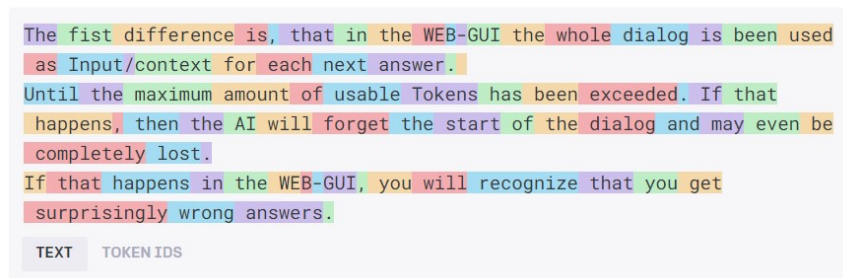 The fist difference is, that in the WEB-GUI the whole dialog is been used
as Input/context for each next answer.
Until the maximum amount of usable Tokens has been exceeded. If that
happens, then the AI will forget the start of the dialog and may even be
completely lost.
If that happens in the WEB-GUI, you will recognize that you get
surprisingly wrong answers.
TEXT TOKEN IDS